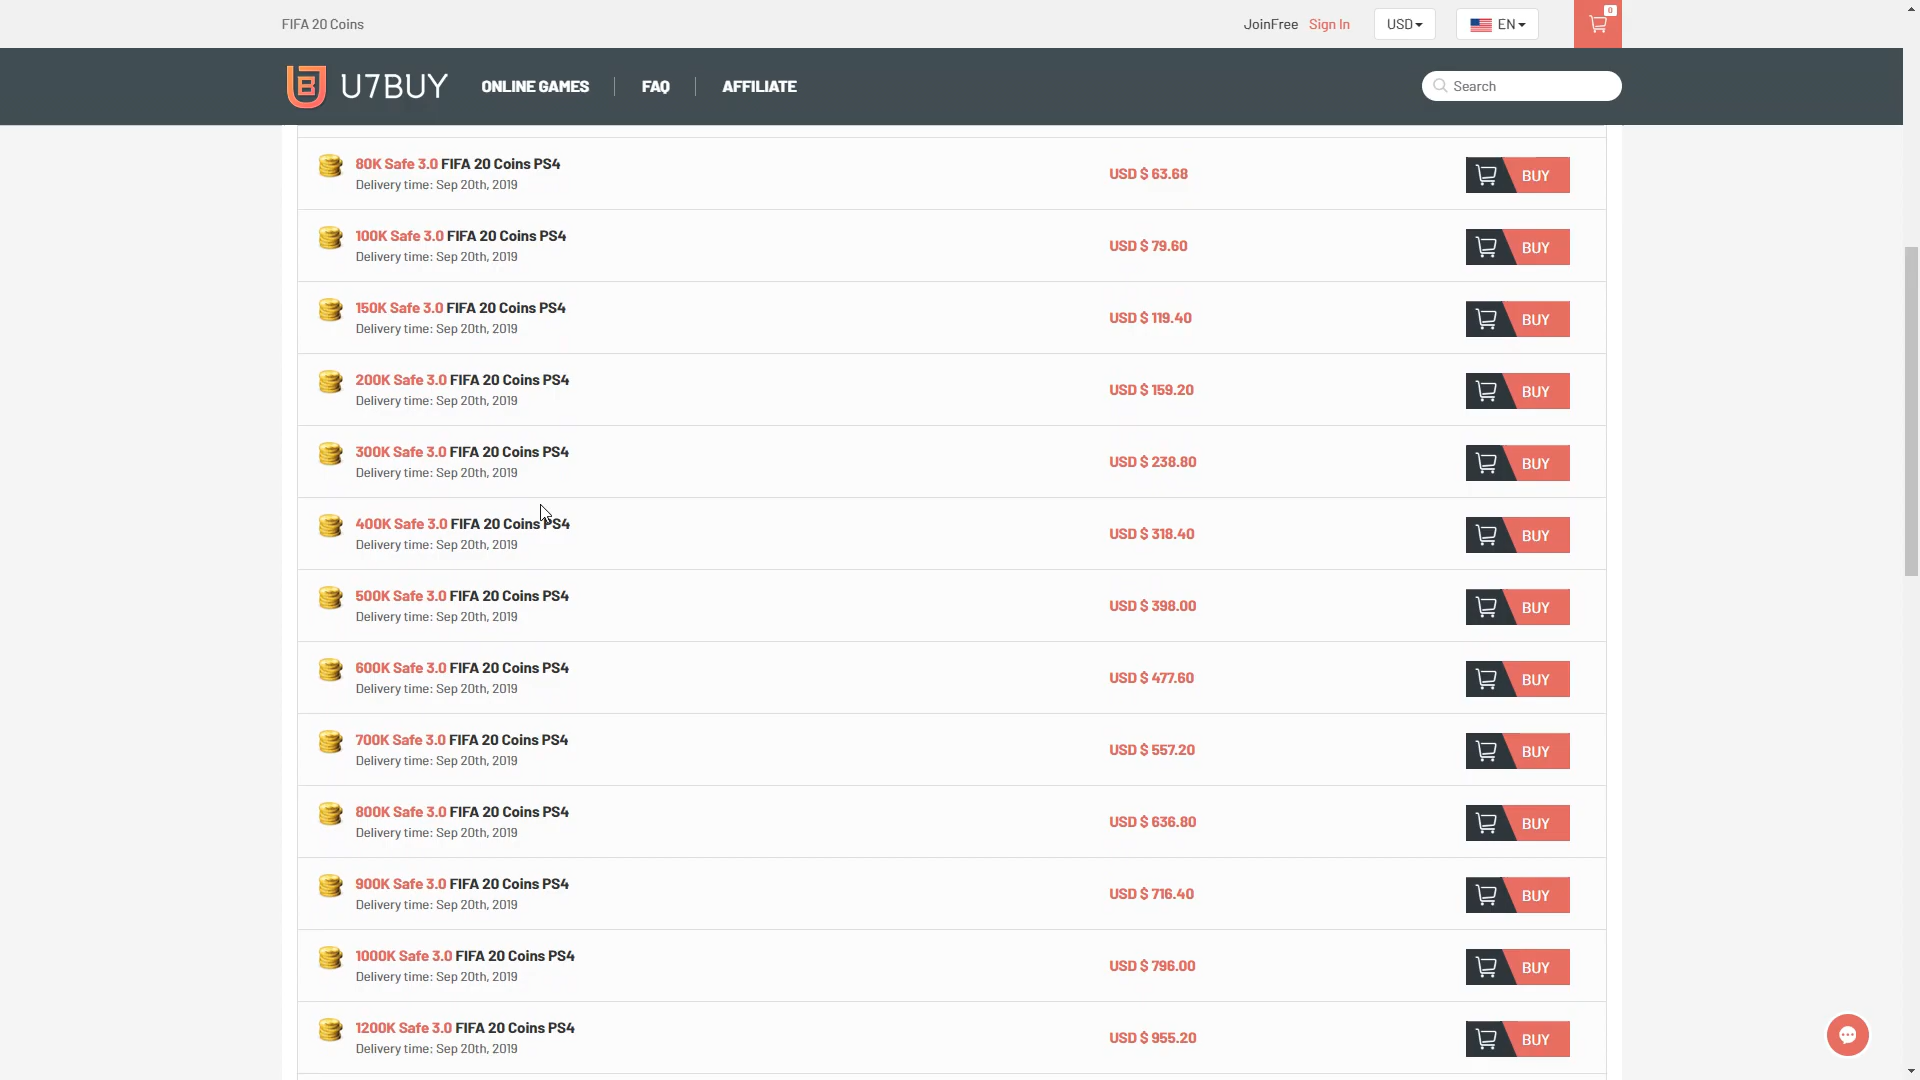 FIFA 20 Coins
JoinFree Sign In USD EN 0
U7BUY ONLINE GAMES FAQ AFFILIATE Search
80K Safe 3.0 FIFA 20 Coins PS4
Delivery time: Sep 20th, 2019
USD $ 63.68
BUY
100K Safe 3.0 FIFA 20 Coins PS4
Delivery time: Sep 20th, 2019
USD $ 79.60
BUY
150K Safe 3.0 FIFA 20 Coins PS4
Delivery time: Sep 20th, 2019
USD $ 119.40
BUY
200K Safe 3.0 FIFA 20 Coins PS4
Delivery time: Sep 20th, 2019
USD $ 159.20
BUY
300K Safe 3.0 FIFA 20 Coins PS4
Delivery time: Sep 20th, 2019
USD $ 238.80
BUY
400K Safe 3.0 FIFA 20 Coins PS4
Delivery time: Sep 20th, 2019
USD $ 318.40
BUY
500K Safe 3.0 FIFA 20 Coins PS4
Delivery time: Sep 20th, 2019
USD $ 398.00
BUY
600K Safe 3.0 FIFA 20 Coins PS4
Delivery time: Sep 20th, 2019
USD $ 477.60
BUY
700K Safe 3.0 FIFA 20 Coins PS4
Delivery time: Sep 20th, 2019
USD $ 557.20
BUY
800K Safe 3.0 FIFA 20 Coins PS4
Delivery time: Sep 20th, 2019
USD $ 636.80
BUY
900K Safe 3.0 FIFA 20 Coins PS4
Delivery time: Sep 20th, 2019
USD $ 716.40
BUY
1000K Safe 3.0 FIFA 20 Coins PS4
Delivery time: Sep 20th, 2019
USD $ 796.00
BUY
1200K Safe 3.0 FIFA 20 Coins PS4
Delivery time: Sep 20th, 2019
USD $ 955.20
BUY